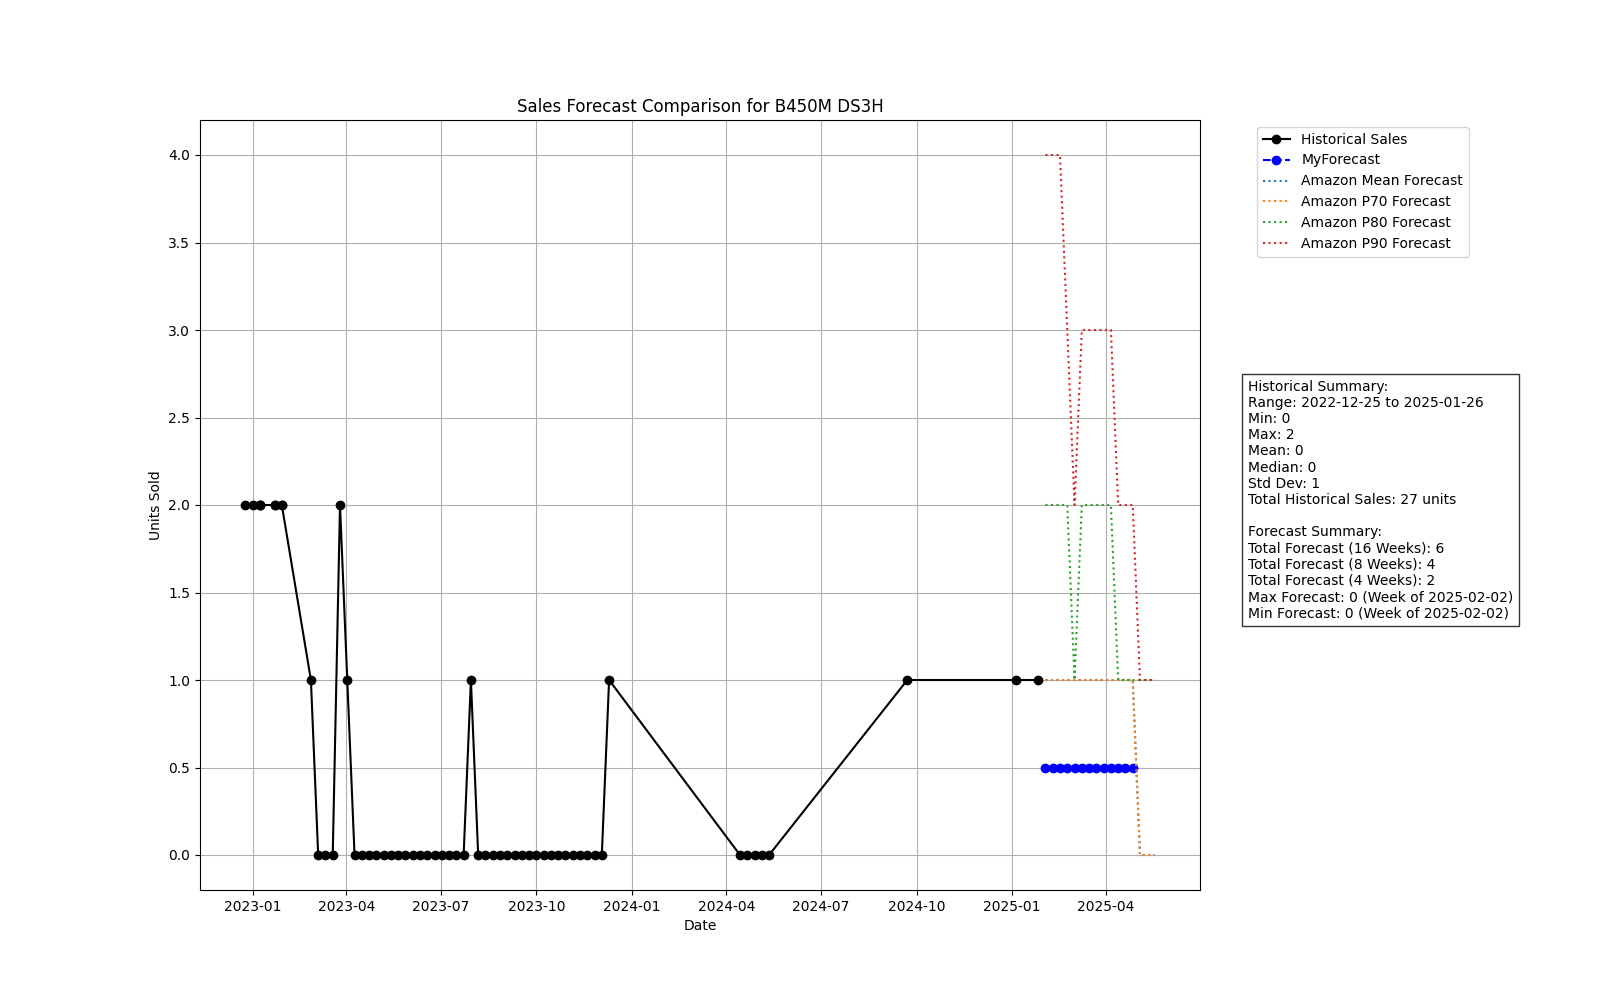 Sales Forecast Comparison for B450M DS3H
4.0
3.5
3.0
2.5
2.0
1.5
1.0
0.5
0.0
Units Sold
2023-01
2023-04
2023-07
2023-10
2024-01
2024-04
2024-07
2024-10
2025-01
2025-04
Date
Historical Sales
MyForecast
Amazon Mean Forecast
Amazon P70 Forecast
Amazon P80 Forecast
Amazon P90 Forecast
Historical Summary:
Range: 2022-12-25 to 2025-01-26
Min: 0
Max: 2
Mean: 0
Median: 0
Std Dev: 1
Total Historical Sales: 27 units
Forecast Summary:
Total Forecast (16 Weeks): 6
Total Forecast (8 Weeks): 4
Total Forecast (4 Weeks): 2
Max Forecast: 0 (Week of 2025-02-02)
Min Forecast: 0 (Week of 2025-02-02)